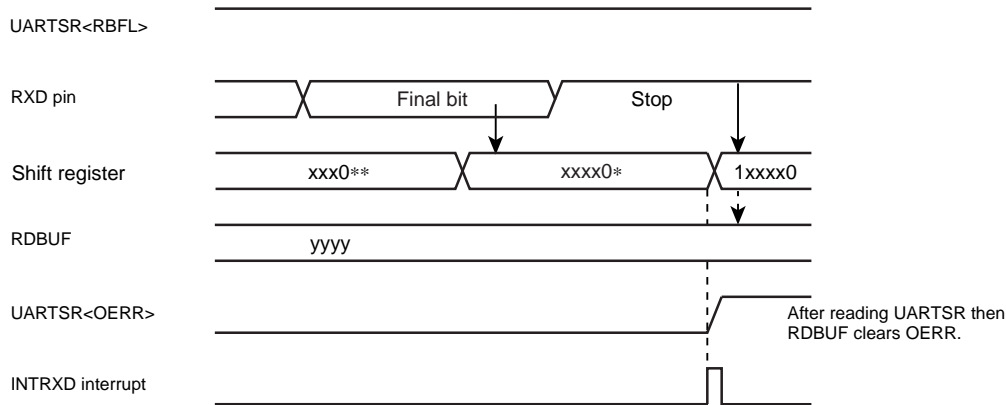 UARTSR<RBFL>
RXD pin
Final bit
Stop
Shift register
xxx0**
xxxx0*
1xxxx0
RDBUF
yyyy
UARTSR<OERR>
After reading UARTSR then
RDBUF clears OERR.
INTRXD interrupt